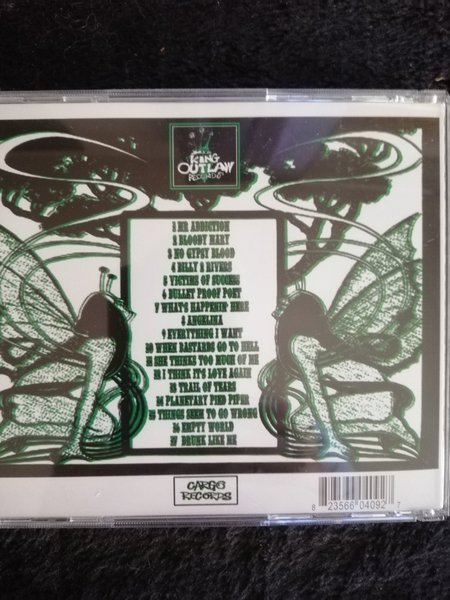 KING
OUTLAW
RECORDS
1 MR ADDICTION
2 BLOODY MARY
3 NO GYPSY BLOOD
4 BILLY 2 RIVERS
5 VICTIMS OF SUCCESS
6 BULLET PROOF POET
7 WHAT'S HAPPENIN' HERE
8 ANGELINA
9 EVERYTHING I WANT
10 WHEN BASTARDS GO TO HELL
11 SHE THINKS TOO MUCH OF ME
12 I THINK IT'S LOVE AGAIN
13 TRAIL OF TEARS
14 PLANETARY PIED PIPER
15 THINGS SEEM TO GO WRONG
16 EMPTY WORLD
17 DRUNK LIKE ME
CARGO
RECORDS
8 23566 04092 7